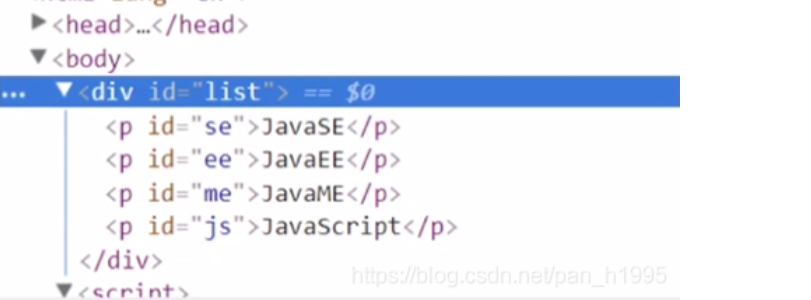 ▶<head>…</head>
▼<body>
… ▼<div id="list"> == $0
<p id="se">JavaSE</p>
<p id="ee">JavaEE</p>
<p id="me">JavaME</p>
<p id="js">JavaScript</p>
</div>
https://blog.csdn.net/pan_h1995
▼<script>